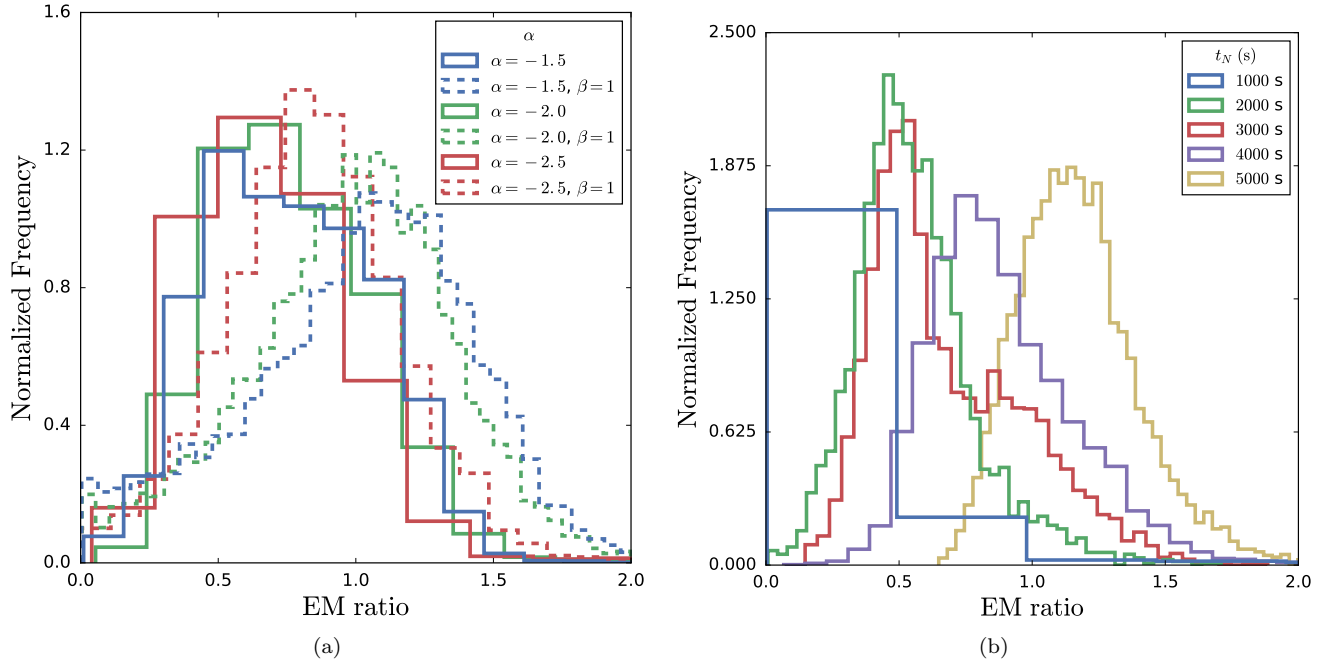 1.6
1.2
0.8
0.4
0.0
0.0
0.5
1.0
1.5
2.0
Normalized Frequency
EM ratio
α
α = −1.5
α = −1.5, β = 1
α = −2.0
α = −2.0, β = 1
α = −2.5
α = −2.5, β = 1
(a)
2.500
1.875
1.250
0.625
0.000
0.0
0.5
1.0
1.5
2.0
Normalized Frequency
EM ratio
t_N (s)
1000 s
2000 s
3000 s
4000 s
5000 s
(b)